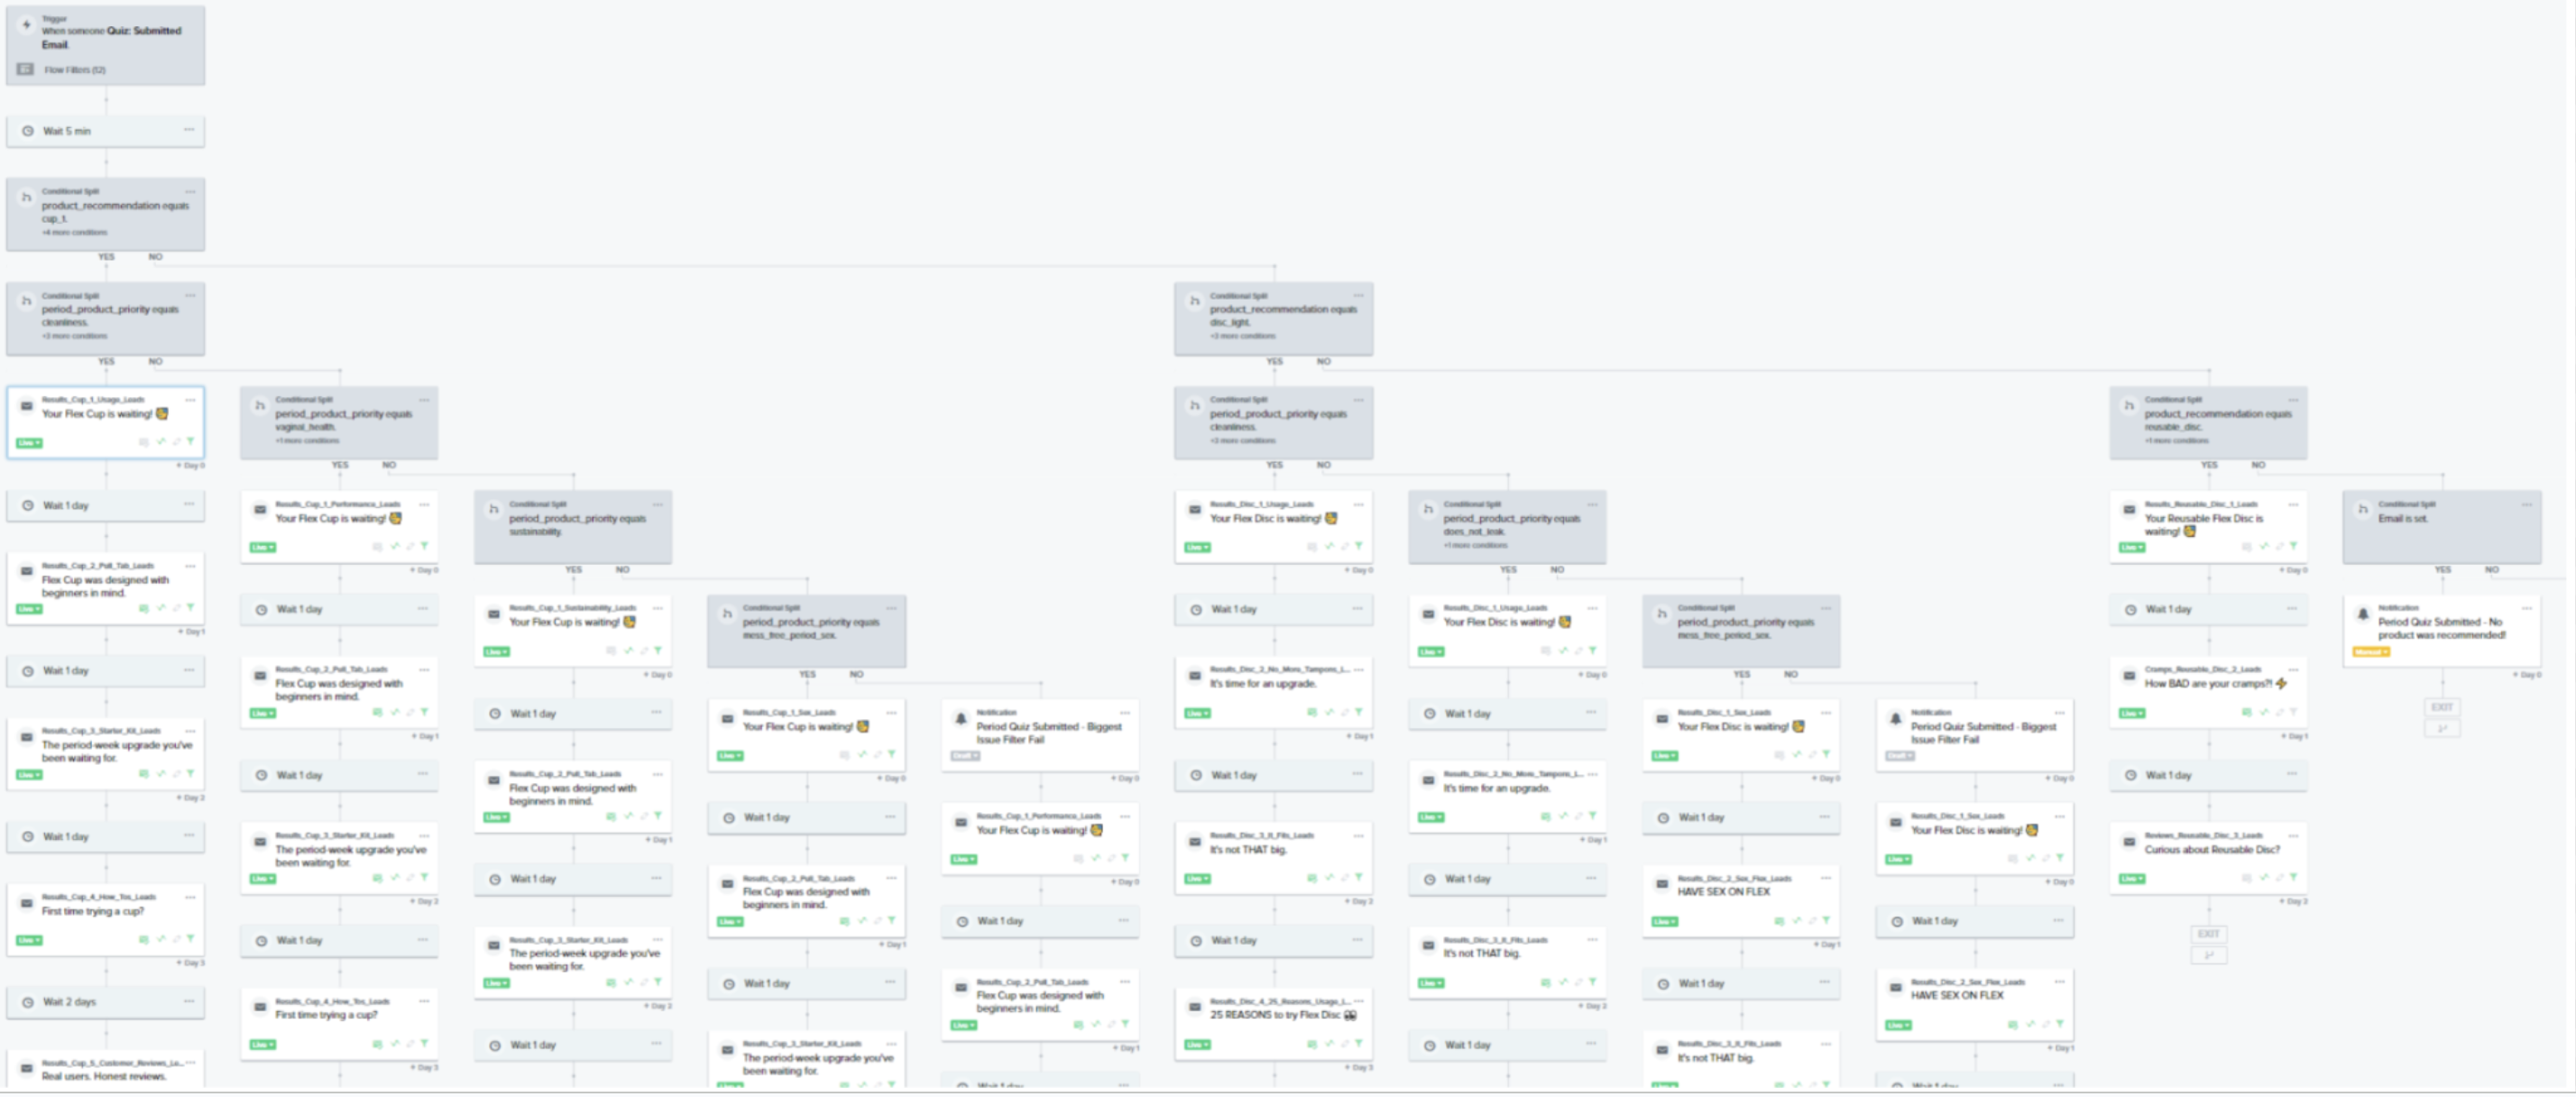 Trigger
When someone Quiz: Submitted
Email.
Flow Filters (12)
Wait 5 min
Conditional Split
product_recommendation equals
cup_1.
+4 more conditions
YES NO
Conditional Split
period_product_priority equals
cleanliness.
+3 more conditions
YES NO
Results_Cup_1_Usage_Leads
Your Flex Cup is waiting!
Live
+ Day 0
Wait 1 day
Results_Cup_2_Pull_Tab_Leads
Flex Cup was designed with
beginners in mind.
Live
+ Day 1
Wait 1 day
Results_Cup_3_Starter_Kit_Leads
The period-week upgrade you've
been waiting for.
Live
+ Day 2
Wait 1 day
Results_Cup_4_How_Tos_Leads
First time trying a cup?
Live
+ Day 3
Wait 2 days
Results_Cup_5_Customer_Reviews_Le...
Real users. Honest reviews.
Conditional Split
period_product_priority equals
vaginal_health.
+1 more conditions
YES NO
Results_Cup_1_Performance_Leads
Your Flex Cup is waiting!
Live
+ Day 0
Wait 1 day
Results_Cup_2_Pull_Tab_Leads
Flex Cup was designed with
beginners in mind.
Live
+ Day 1
Wait 1 day
Results_Cup_3_Starter_Kit_Leads
The period-week upgrade you've
been waiting for.
Live
+ Day 2
Wait 1 day
Results_Cup_4_How_Tos_Leads
First time trying a cup?
Live
+ Day 3
Conditional Split
period_product_priority equals
sustainability.
YES NO
Results_Cup_1_Sustainability_Leads
Your Flex Cup is waiting!
Live
+ Day 0
Wait 1 day
Results_Cup_2_Pull_Tab_Leads
Flex Cup was designed with
beginners in mind.
Live
+ Day 1
Wait 1 day
Results_Cup_3_Starter_Kit_Leads
The period-week upgrade you've
been waiting for.
Live
+ Day 2
Wait 1 day
Conditional Split
period_product_priority equals
mess_free_period_sex.
YES NO
Results_Cup_1_Sex_Leads
Your Flex Cup is waiting!
Live
+ Day 0
Wait 1 day
Results_Cup_2_Pull_Tab_Leads
Flex Cup was designed with
beginners in mind.
Live
+ Day 1
Wait 1 day
Results_Cup_3_Starter_Kit_Leads
The period-week upgrade you've
been waiting for.
Live
Notification
Period Quiz Submitted - Biggest
Issue Filter Fail
Draft
+ Day 0
Results_Cup_1_Performance_Leads
Your Flex Cup is waiting!
Live
+ Day 0
Wait 1 day
Results_Cup_2_Pull_Tab_Leads
Flex Cup was designed with
beginners in mind.
Live
+ Day 1
Wait 1 day
Conditional Split
product_recommendation equals
disc_light.
+3 more conditions
YES NO
Conditional Split
period_product_priority equals
cleanliness.
+3 more conditions
YES NO
Results_Disc_1_Usage_Leads
Your Flex Disc is waiting!
Live
+ Day 0
Wait 1 day
Results_Disc_2_No_More_Tampons_L...
It's time for an upgrade.
Live
+ Day 1
Wait 1 day
Results_Disc_3_It_Fits_Leads
It's not THAT big.
Live
+ Day 2
Wait 1 day
Results_Disc_4_25_Reasons_Usage_L...
25 REASONS to try Flex Disc
Live
+ Day 3
Conditional Split
period_product_priority equals
does_not_leak.
+1 more conditions
YES NO
Results_Disc_1_Usage_Leads
Your Flex Disc is waiting!
Live
+ Day 0
Wait 1 day
Results_Disc_2_No_More_Tampons_L...
It's time for an upgrade.
Live
+ Day 1
Wait 1 day
Results_Disc_3_It_Fits_Leads
It's not THAT big.
Live
+ Day 2
Wait 1 day
Conditional Split
period_product_priority equals
mess_free_period_sex.
YES NO
Results_Disc_1_Sex_Leads
Your Flex Disc is waiting!
Live
+ Day 0
Wait 1 day
Results_Disc_2_Sex_Flex_Leads
HAVE SEX ON FLEX
Live
+ Day 1
Wait 1 day
Results_Disc_3_It_Fits_Leads
It's not THAT big.
Live
Notification
Period Quiz Submitted - Biggest
Issue Filter Fail
Draft
+ Day 0
Results_Disc_1_Sex_Leads
Your Flex Disc is waiting!
Live
+ Day 0
Wait 1 day
Results_Disc_2_Sex_Flex_Leads
HAVE SEX ON FLEX
Live
+ Day 1
Wait 1 day
Conditional Split
product_recommendation equals
reusable_disc.
+1 more conditions
YES NO
Results_Reusable_Disc_1_Leads
Your Reusable Flex Disc is
waiting!
Live
+ Day 0
Wait 1 day
Cramps_Reusable_Disc_2_Leads
How BAD are your cramps?!
Live
+ Day 1
Wait 1 day
Reviews_Reusable_Disc_3_Leads
Curious about Reusable Disc?
Live
+ Day 2
EXIT
Conditional Split
Email is set.
YES NO
Notification
Period Quiz Submitted - No
product was recommended!
Manual
+ Day 0
EXIT